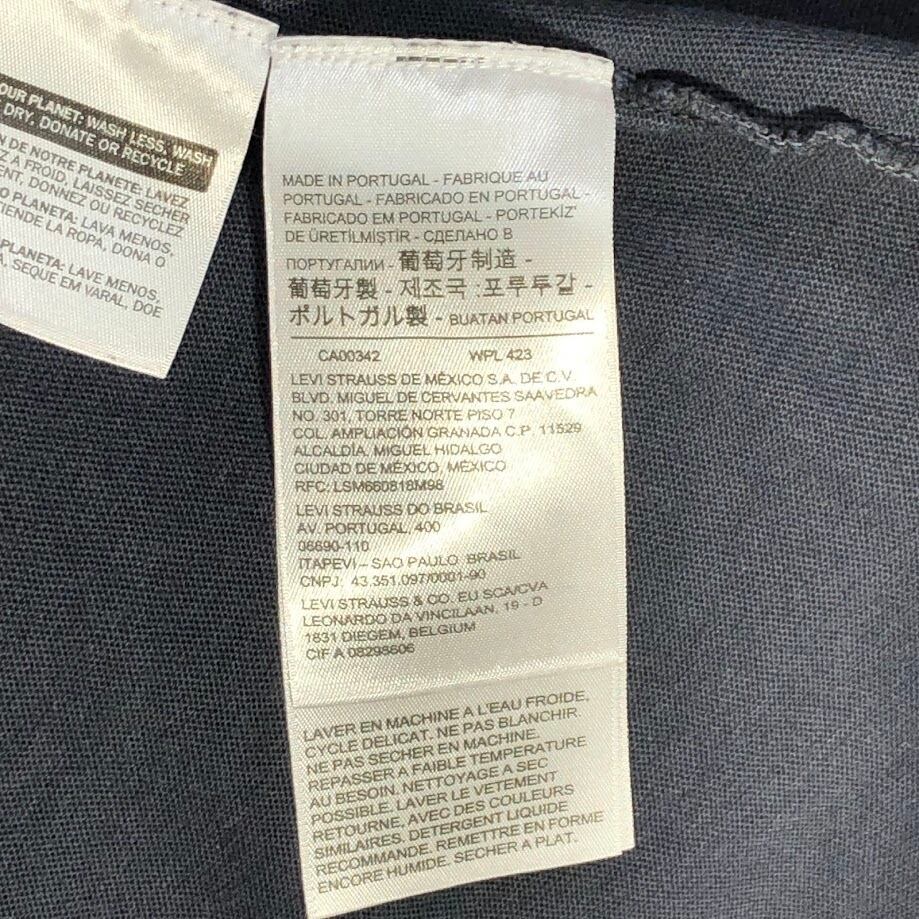 OUR PLANET: WASH LESS, WASH
DRY, DONATE OR RECYCLE
N DE NOTRE PLANÈTE: LAVEZ
Z A FROID, LAISSEZ SECHER
ENT, DONNEZ OU RECYCLEZ
O PLANETA: LAVA MENOS,
TIENDE LA ROPA, DONA O
PLANETA: LAVE MENOS,
A, SEQUE EM VARAL, DOE
MADE IN PORTUGAL - FABRIQUE AU
PORTUGAL - FABRICADO EN PORTUGAL -
FABRICADO EM PORTUGAL - PORTEKİZ'
DE ÜRETİLMİŞTİR - СДЕЛАНО В
ПОРТУГАЛИИ - 葡萄牙制造 -
葡萄牙製 - 제조국 :포루투갈 -
ポルトガル製 - BUATAN PORTUGAL
CA00342 WPL 423
LEVI STRAUSS DE MÉXICO S.A. DE C.V.
BLVD. MIGUEL DE CERVANTES SAAVEDRA
NO. 301, TORRE NORTE PISO 7
COL. AMPLIACIÓN GRANADA C.P. 11529
ALCALDÍA, MIGUEL HIDALGO
CIUDAD DE MÉXICO, MÉXICO
RFC: LSM660818M98
LEVI STRAUSS DO BRASIL
AV. PORTUGAL, 400
06690-110
ITAPEVI – SAO PAULO BRASIL
CNPJ: 43.351.097/0001-90
LEVI STRAUSS & CO. EU SCA/CVA
LEONARDO DA VINCILAAN, 19 - D
1831 DIEGEM, BELGIUM
CIF A 08298606
LAVER EN MACHINE A L'EAU FROIDE,
CYCLE DELICAT. NE PAS BLANCHIR.
NE PAS SECHER EN MACHINE.
REPASSER A FAIBLE TEMPERATURE
AU BESOIN. NETTOYAGE A SEC
POSSIBLE. LAVER LE VETEMENT
RETOURNE, AVEC DES COULEURS
SIMILAIRES. DETERGENT LIQUIDE
RECOMMANDE. REMETTRE EN FORME
ENCORE HUMIDE. SECHER A PLAT.